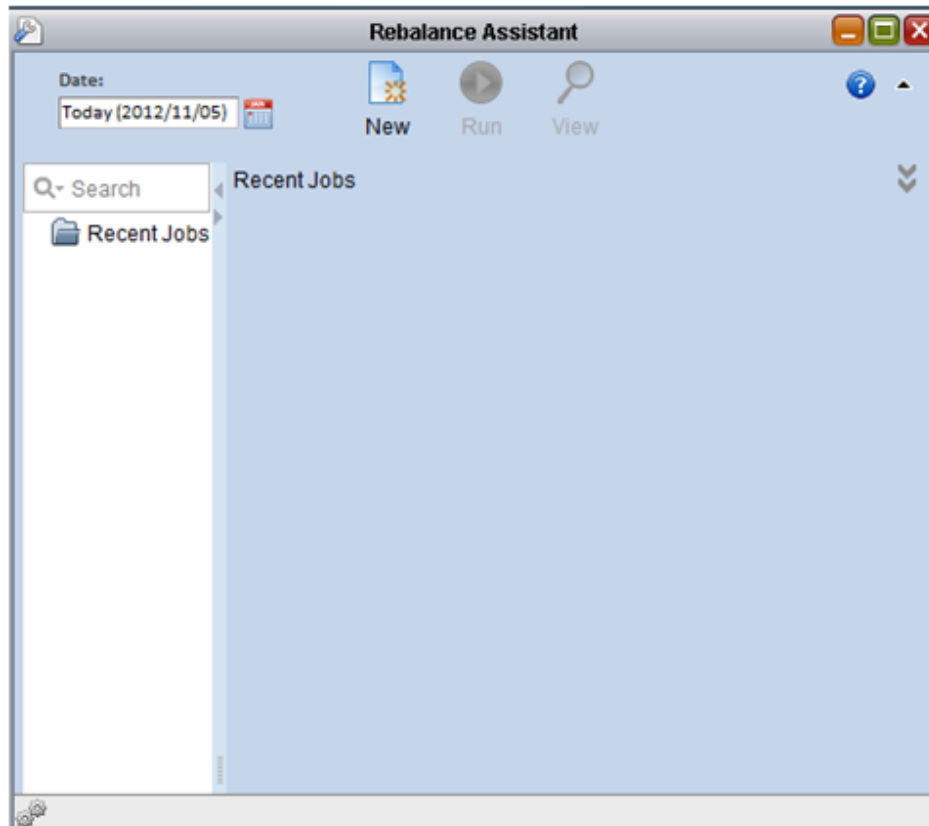 Rebalance Assistant
Date:
Today (2012/11/05)
New Run View
Search
Recent Jobs
Recent Jobs